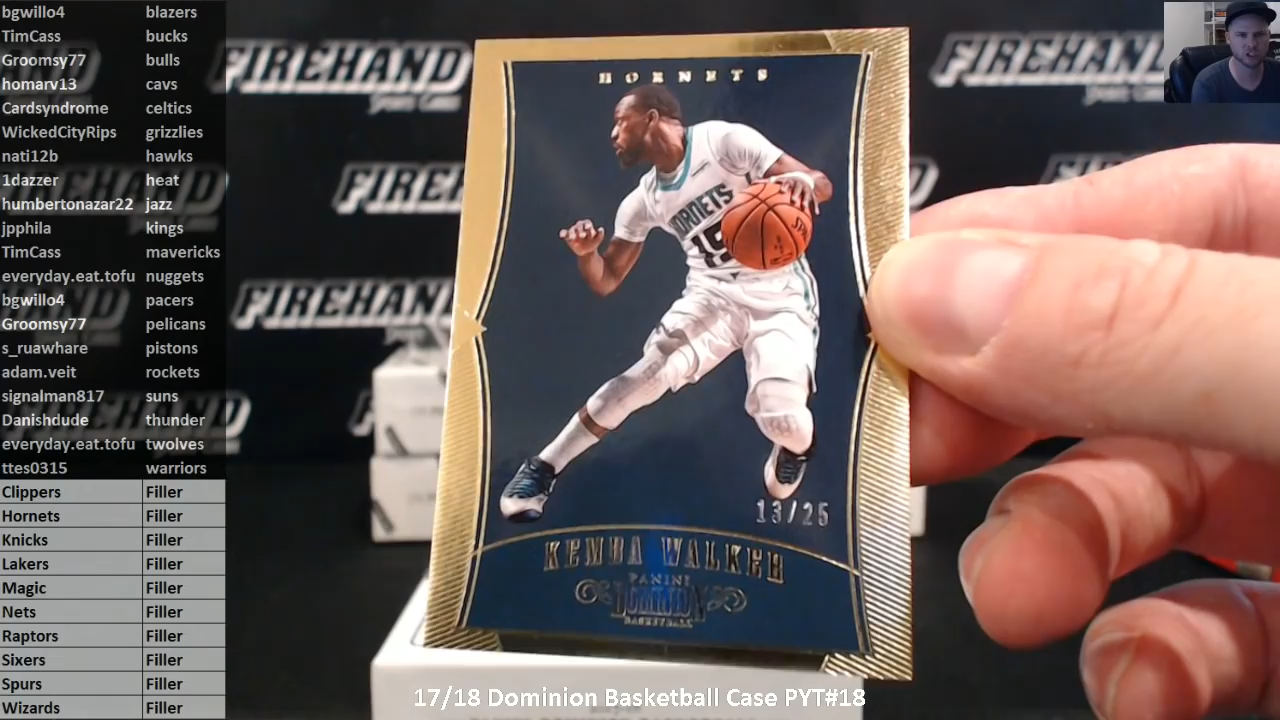 bgwillo4 blazers
TimCass bucks
Groomsy77 bulls
homarv13 cavs
Cardsyndrome celtics
WickedCityRips grizzlies
nati12b hawks
1dazzer heat
humbertonazar22 jazz
jpphila kings
TimCass mavericks
everyday.eat.tofu nuggets
bgwillo4 pacers
Groomsy77 pelicans
s_ruawhare pistons
adam.veit rockets
signalman817 suns
Danishdude thunder
everyday.eat.tofu twolves
ttes0315 warriors
Clippers Filler
Hornets Filler
Knicks Filler
Lakers Filler
Magic Filler
Nets Filler
Raptors Filler
Sixers Filler
Spurs Filler
Wizards Filler
FIREHAND
FIREHAND
FIREHAND
FIREHAND
HORNETS
HORNETS
15
13/25
KEMBA WALKER
PANINI
DOMINION
BASKETBALL
17/18 Dominion Basketball Case PYT#18